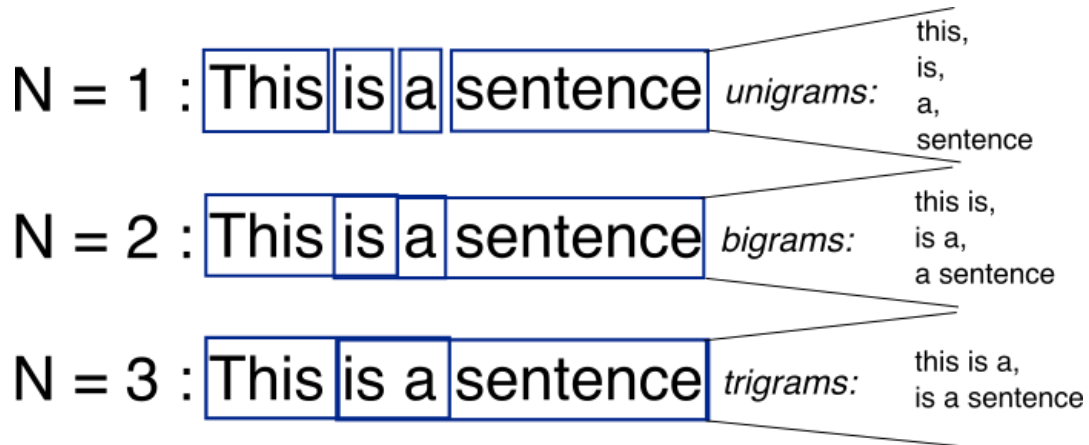 N = 1 : This is a sentence unigrams:
this,
is,
a,
sentence
N = 2 : This is a sentence bigrams:
this is,
is a,
a sentence
N = 3 : This is a sentence trigrams:
this is a,
is a sentence